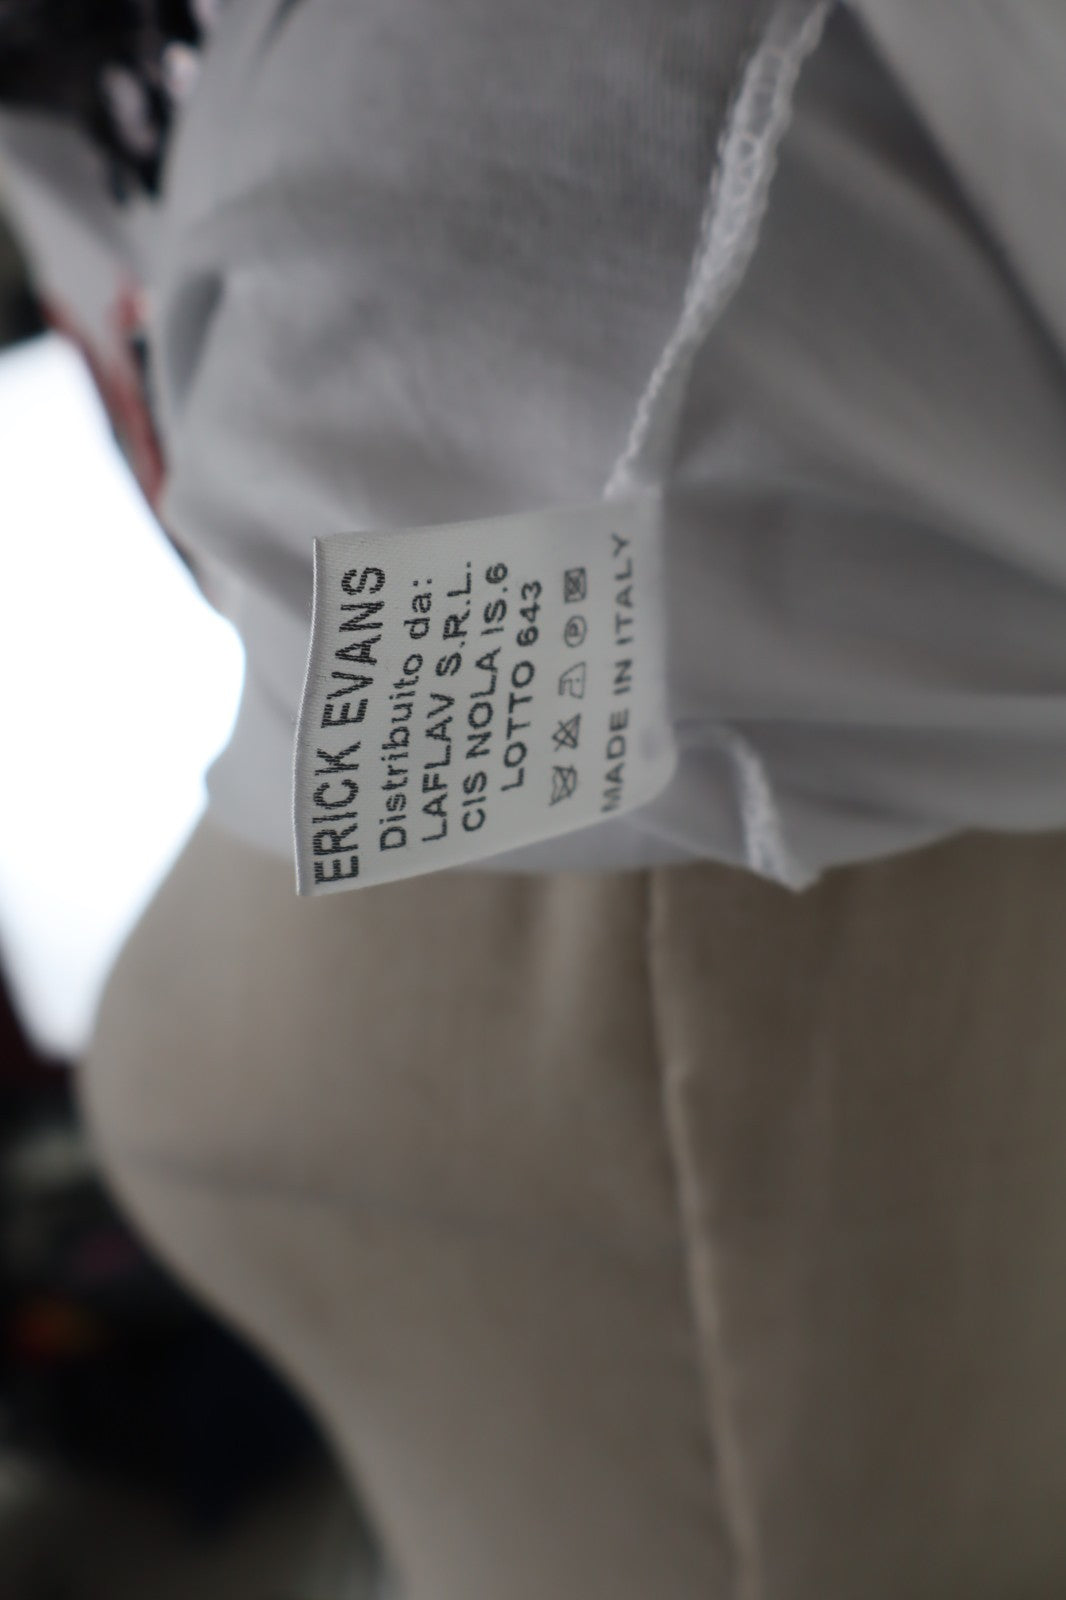 ERICK EVANS
Distribuito da:
LAFLAV S.R.L.
CIS NOLA IS.6
LOTTO 643
P
MADE IN ITALY